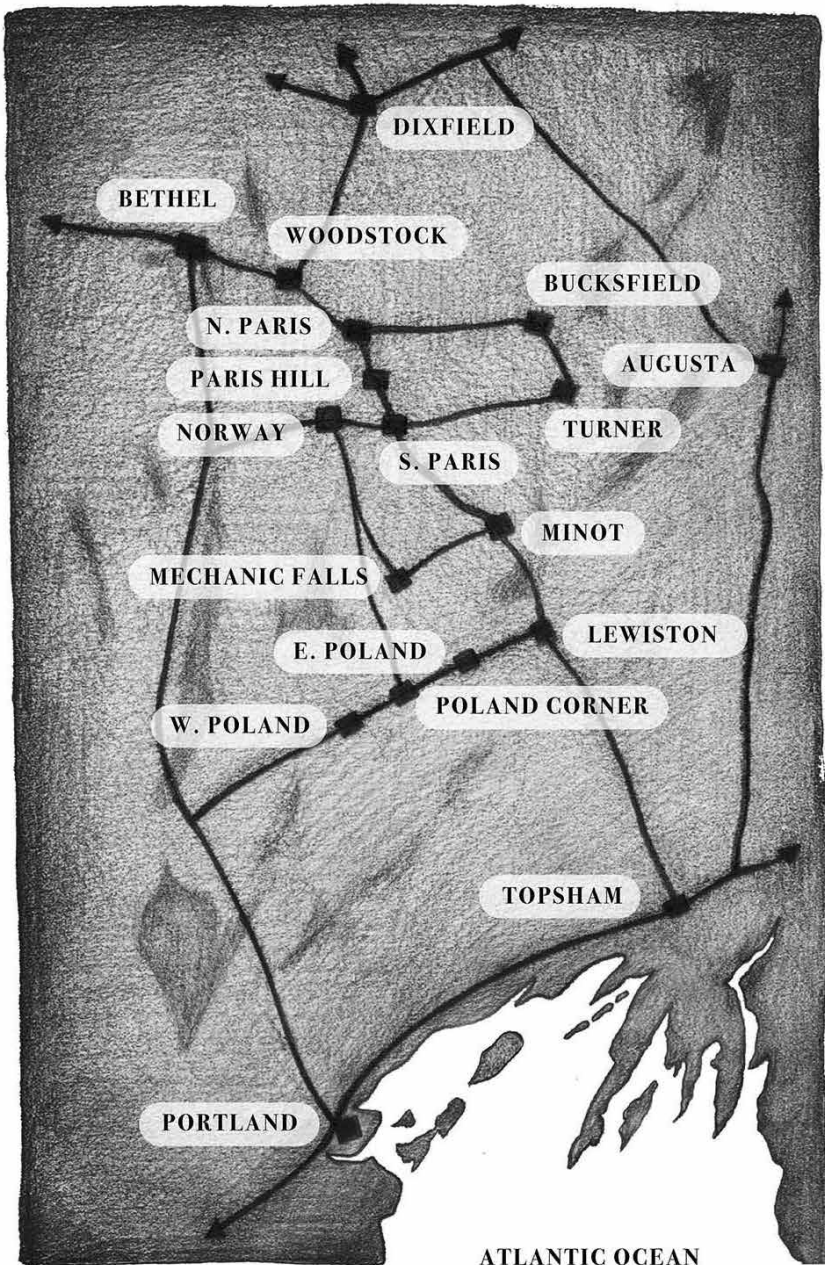 DIXFIELD
BETHEL
WOODSTOCK
BUCKSFIELD
N. PARIS
AUGUSTA
PARIS HILL
NORWAY
TURNER
S. PARIS
MINOT
MECHANIC FALLS
LEWISTON
E. POLAND
POLAND CORNER
W. POLAND
TOPSHAM
PORTLAND
ATLANTIC OCEAN